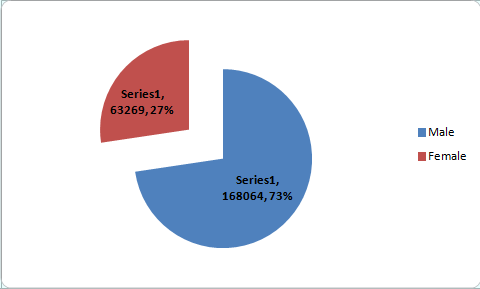 Series1,
63269, 27%
Series1,
168064, 73%
Male
Female